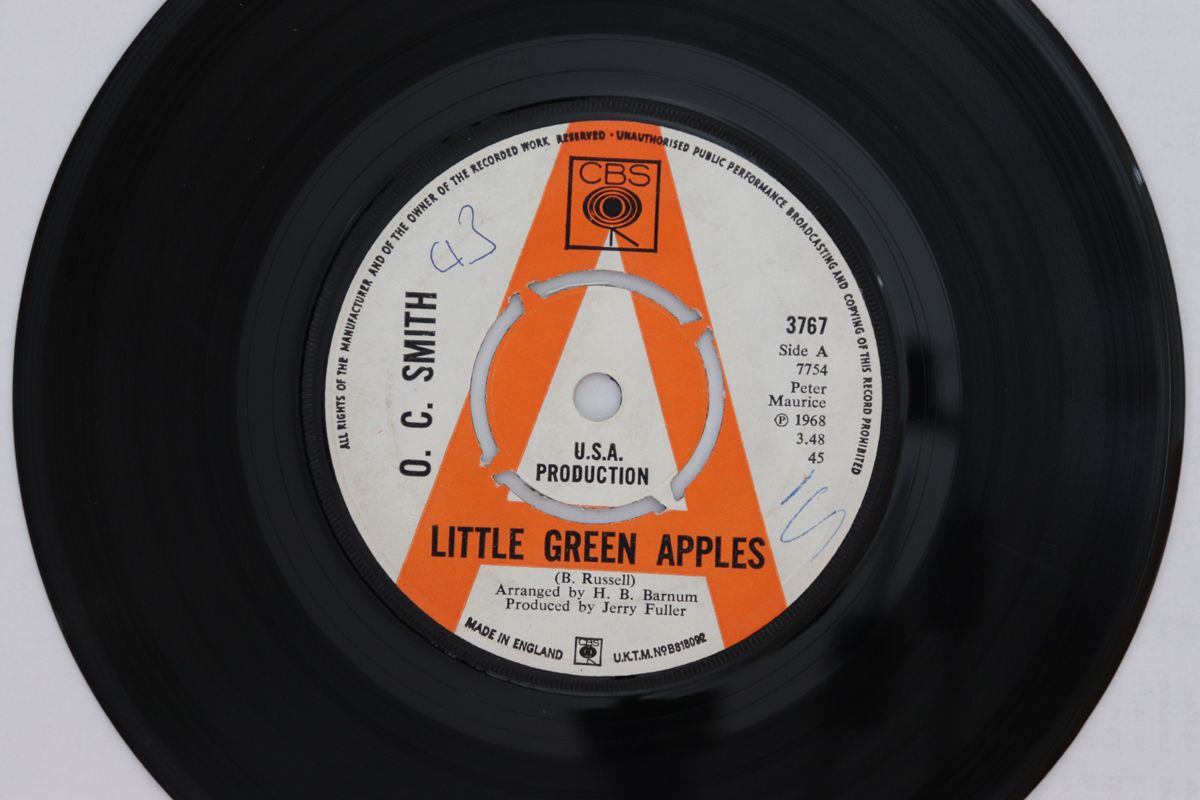 ALL RIGHTS OF THE MANUFACTURER AND OF THE OWNER OF THE RECORDED WORK RESERVED · UNAUTHORISED PUBLIC PERFORMANCE BROADCASTING AND COPYING OF THIS RECORD PROHIBITED
CBS
43
O. C. SMITH
3767
Side A
7754
Peter
Maurice
℗ 1968
3.48
45
U.S.A.
PRODUCTION
LITTLE GREEN APPLES
(B. Russell)
Arranged by H. B. Barnum
Produced by Jerry Fuller
MADE IN ENGLAND
CBS
U.K.T.M. No B818092